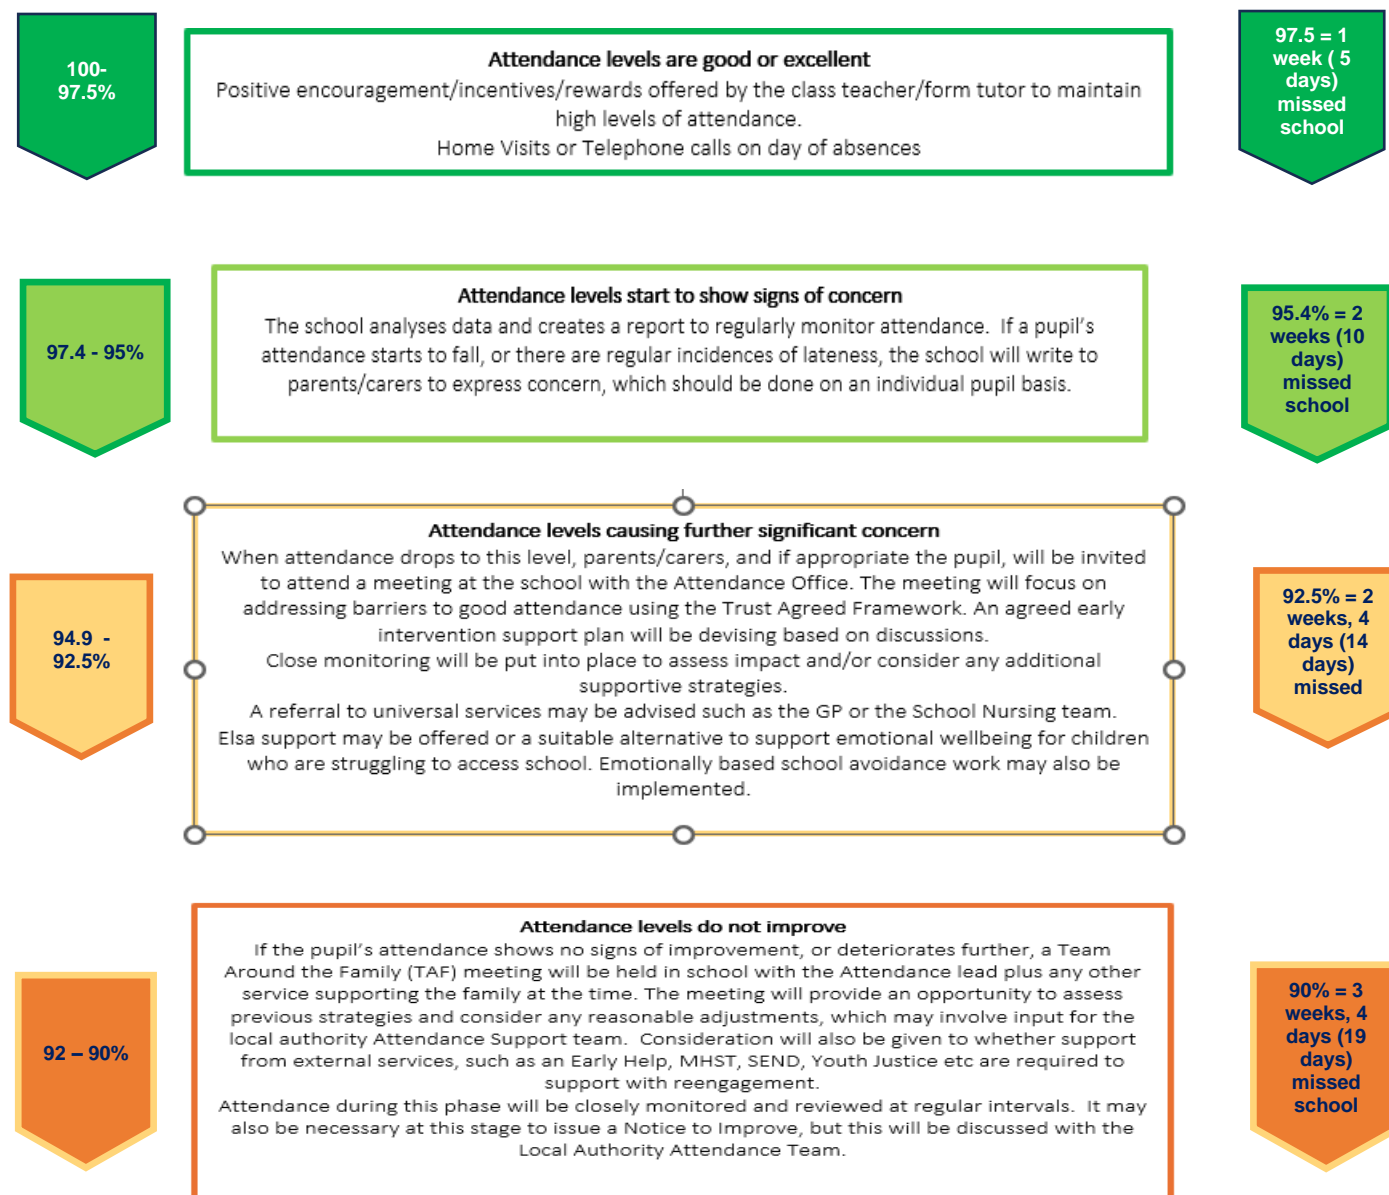 100-
97.5%
Attendance levels are good or excellent
Positive encouragement/incentives/rewards offered by the class teacher/form tutor to maintain
high levels of attendance.
Home Visits or Telephone calls on day of absences
97.5 = 1
week ( 5
days)
missed
school
97.4 - 95%
Attendance levels start to show signs of concern
The school analyses data and creates a report to regularly monitor attendance.  If a pupil's
attendance starts to fall, or there are regular incidences of lateness, the school will write to
parents/carers to express concern, which should be done on an individual pupil basis.
95.4% = 2
weeks (10
days)
missed
school
94.9  -
92.5%
Attendance levels causing further significant concern
When attendance drops to this level, parents/carers, and if appropriate the pupil, will be invited
to attend a meeting at the school with the Attendance Office. The meeting will focus on
addressing barriers to good attendance using the Trust Agreed Framework. An agreed early
intervention support plan will be devising based on discussions.
Close monitoring will be put into place to assess impact and/or consider any additional
supportive strategies.
A referral to universal services may be advised such as the GP or the School Nursing team.
Elsa support may be offered or a suitable alternative to support emotional wellbeing for children
who are struggling to access school. Emotionally based school avoidance work may also be
implemented.
92.5% = 2
weeks, 4
days (14
days)
missed
92 – 90%
Attendance levels do not improve
If the pupil's attendance shows no signs of improvement, or deteriorates further, a Team
Around the Family (TAF) meeting will be held in school with the Attendance lead plus any other
service supporting the family at the time. The meeting will provide an opportunity to assess
previous strategies and consider any reasonable adjustments, which may involve input for the
local authority Attendance Support team.  Consideration will also be given to whether support
from external services, such as an Early Help, MHST, SEND, Youth Justice etc are required to
support with reengagement.
Attendance during this phase will be closely monitored and reviewed at regular intervals.  It may
also be necessary at this stage to issue a Notice to Improve, but this will be discussed with the
Local Authority Attendance Team.
90% = 3
weeks, 4
days (19
days)
missed
school